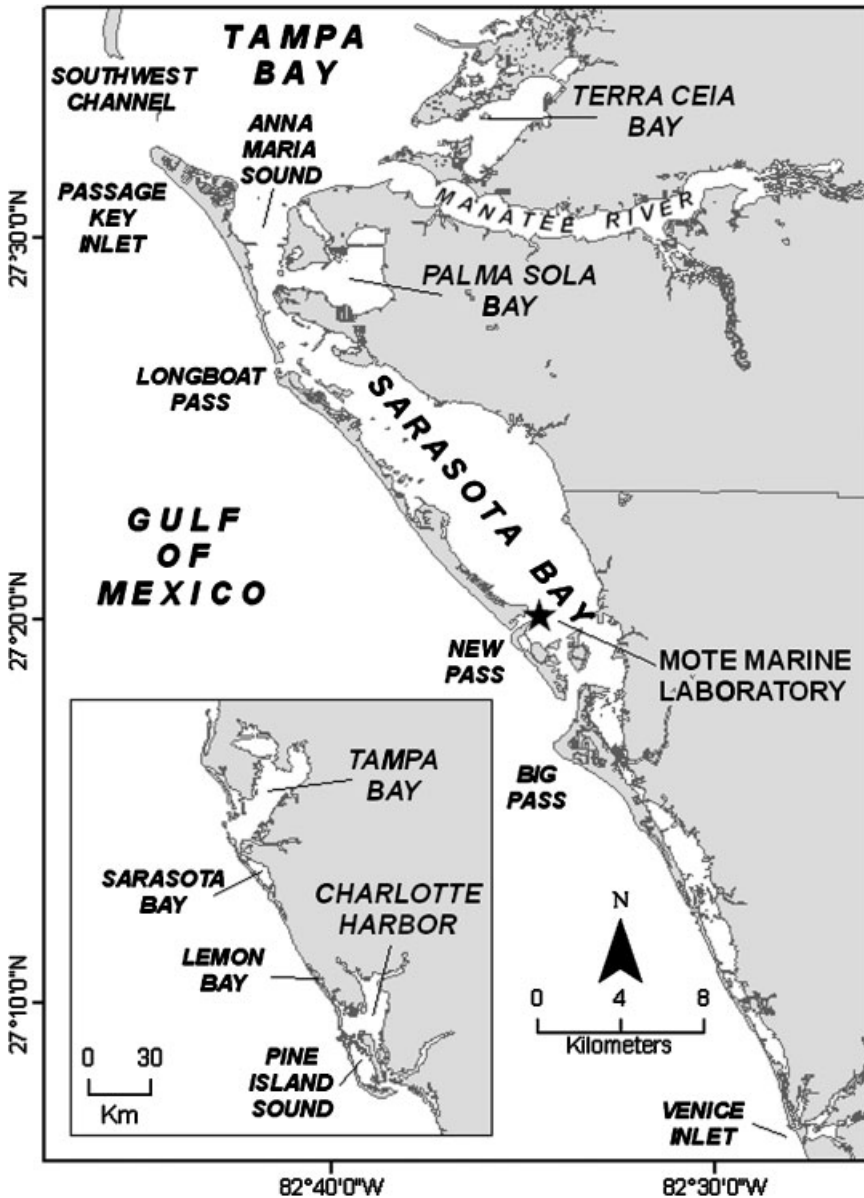 TAMPA
BAY
SOUTHWEST
CHANNEL
TERRA CEIA
BAY
ANNA
MARIA
SOUND
PASSAGE
KEY
INLET
MANATEE RIVER
27°30'0"N
PALMA SOLA
BAY
LONGBOAT
PASS
SARASOTA BAY
GULF
OF
MEXICO
27°20'0"N
NEW
PASS
MOTE MARINE
LABORATORY
BIG
PASS
TAMPA
BAY
SARASOTA
BAY
CHARLOTTE
HARBOR
LEMON
BAY
PINE
ISLAND
SOUND
0 30
Km
N
0 4 8
Kilometers
27°10'0"N
VENICE
INLET
82°40'0"W
82°30'0"W